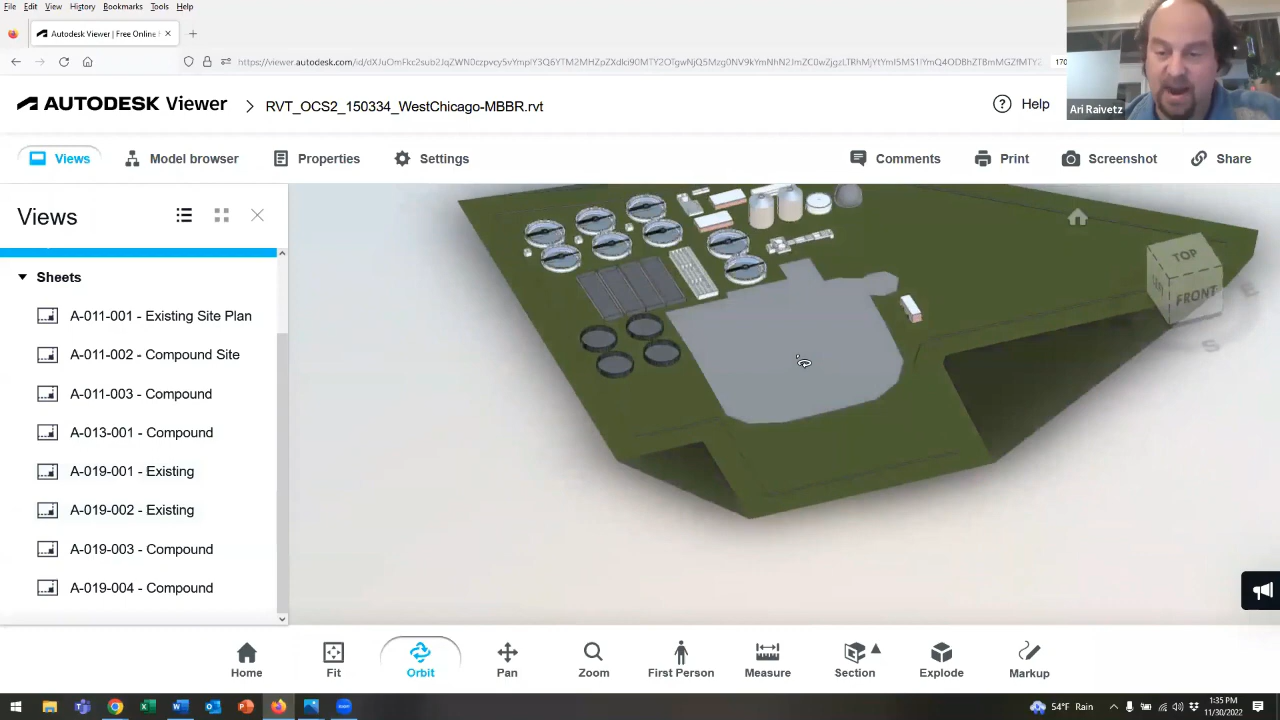 File Edit View History Bookmarks Tools Help
Autodesk Viewer | Free Online
Ari Raivetz
AUTODESK Viewer > RVT_OCS2_150334_WestChicago-MBBR.rvt Help
Views Model browser Properties Settings Comments Print Screenshot Share
Views
Sheets
A-011-001 - Existing Site Plan
A-011-002 - Compound Site
A-011-003 - Compound
A-013-001 - Compound
A-019-001 - Existing
A-019-002 - Existing
A-019-003 - Compound
A-019-004 - Compound
TOP
FRONT
E
S
Home Fit Orbit Pan Zoom First Person Measure Section Explode Markup
54°F Rain
1:35 PM
11/30/2022